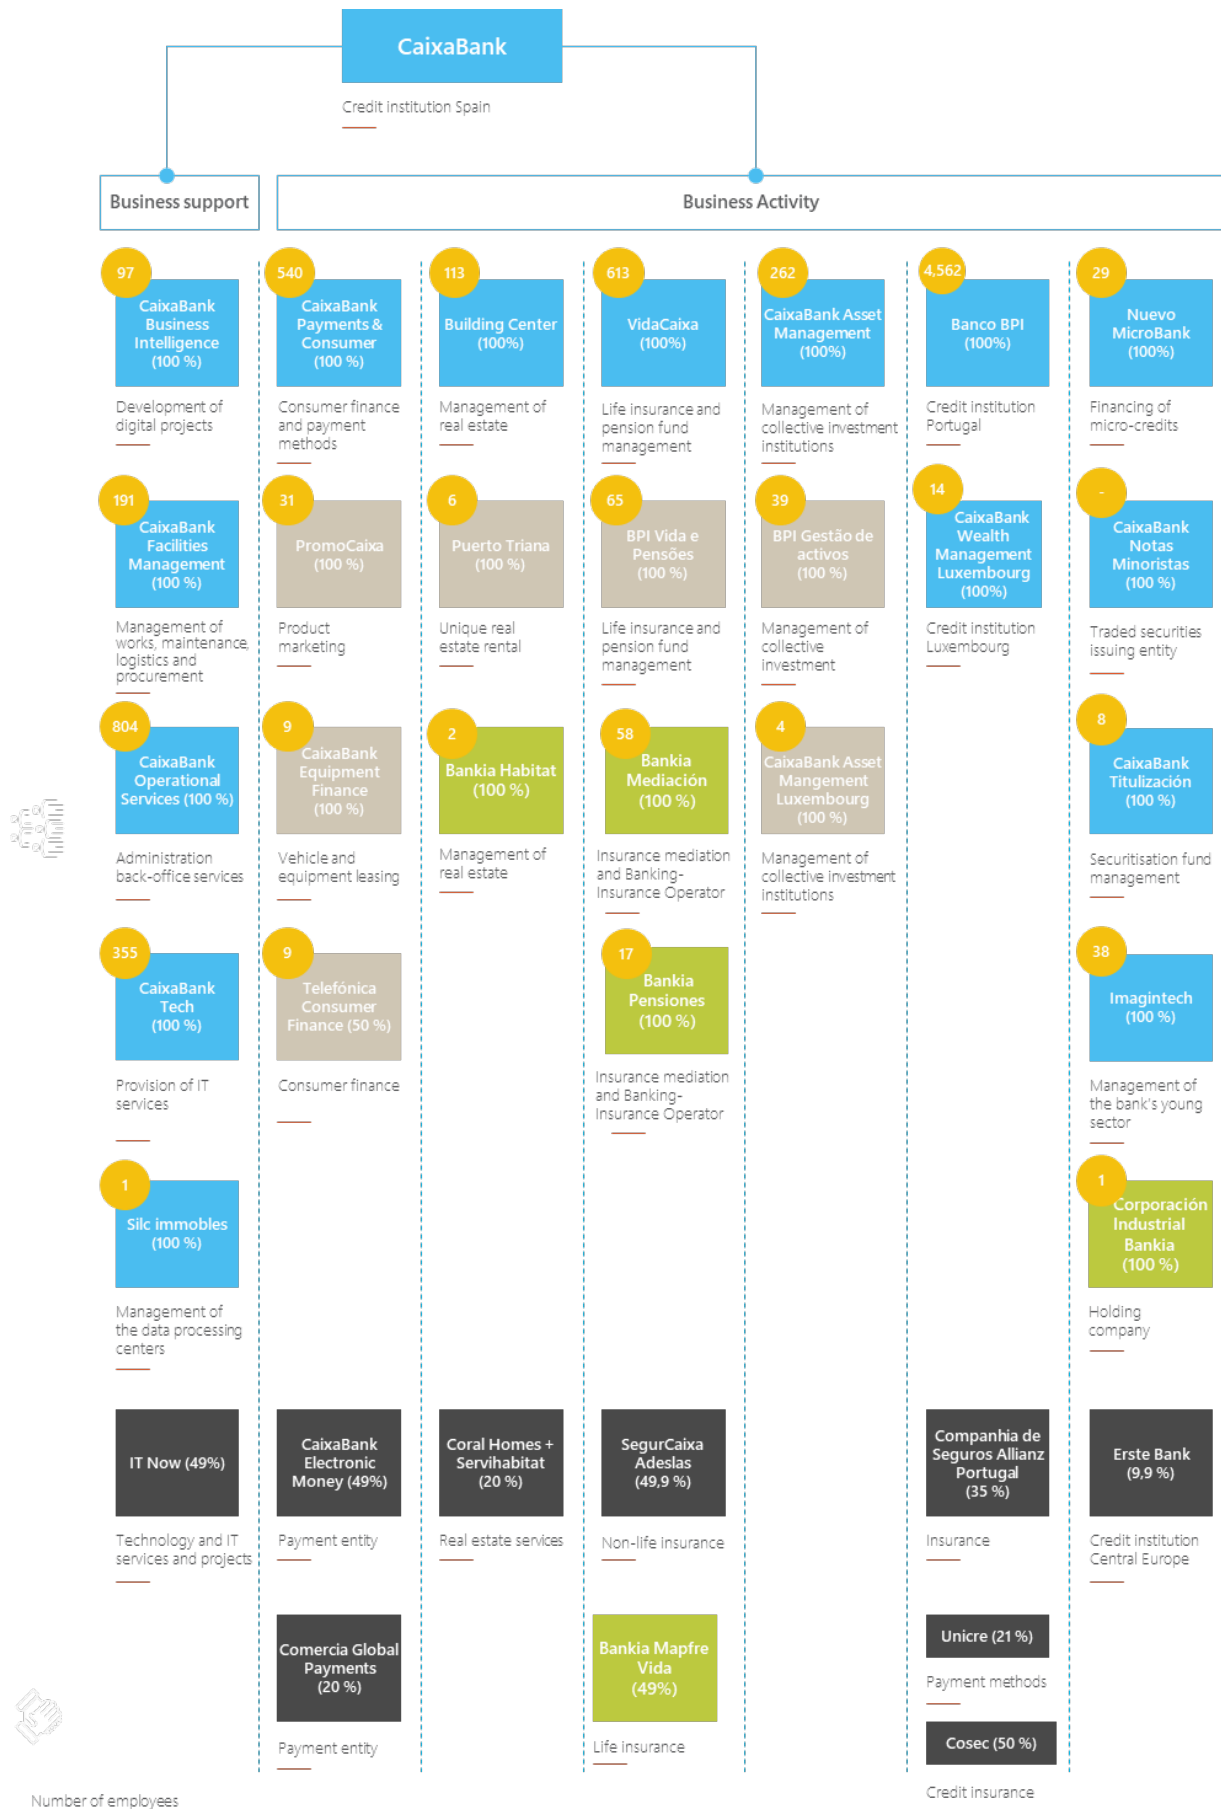 CaixaBank
Credit institution Spain
Business support
Business Activity
97
CaixaBank
Business
Intelligence
(100 %)
Development of
digital projects
540
CaixaBank
Payments &
Consumer
(100 %)
Consumer finance
and payment
methods
113
Building Center
(100%)
Management of
real estate
613
VidaCaixa
(100%)
Life insurance and
pension fund
management
262
CaixaBank Asset
Management
(100%)
Management of
collective investment
institutions
4,562
Banco BPI
(100%)
Credit institution
Portugal
29
Nuevo
MicroBank
(100%)
Financing of
micro-credits
191
CaixaBank
Facilities
Management
(100 %)
Management of
works, maintenance,
logistics and
procurement
31
PromoCaixa
(100 %)
Product
marketing
6
Puerto Triana
(100 %)
Unique real
estate rental
65
BPI Vida e
Pensões
(100 %)
Life insurance and
pension fund
management
39
BPI Gestão de
activos
(100 %)
Management of
collective
investment
14
CaixaBank
Wealth
Management
Luxembourg
(100%)
Credit institution
Luxembourg
-
CaixaBank
Notas
Minoristas
(100 %)
Traded securities
issuing entity
804
CaixaBank
Operational
Services (100 %)
Administration
back-office services
9
CaixaBank
Equipment
Finance
(100 %)
Vehicle and
equipment leasing
2
Bankia Habitat
(100 %)
Management of
real estate
58
Bankia
Mediación
(100 %)
Insurance mediation
and Banking-
Insurance Operator
4
CaixaBank Asset
Mangement
Luxembourg
(100 %)
Management of
collective investment
institutions
8
CaixaBank
Titulización
(100 %)
Securitisation fund
management
355
CaixaBank
Tech
(100 %)
Provision of IT
services
9
Telefónica
Consumer
Finance (50 %)
Consumer finance
17
Bankia
Pensiones
(100 %)
Insurance mediation
and Banking-
Insurance Operator
38
Imagintech
(100 %)
Management of
the bank's young
sector
1
Silc immobles
(100 %)
Management of
the data processing
centers
1
Corporación
Industrial
Bankia
(100 %)
Holding
company
IT Now (49%)
Technology and IT
services and projects
CaixaBank
Electronic
Money (49%)
Payment entity
Coral Homes +
Servihabitat
(20 %)
Real estate services
SegurCaixa
Adeslas
(49,9 %)
Non-life insurance
Companhia de
Seguros Allianz
Portugal
(35 %)
Insurance
Erste Bank
(9,9 %)
Credit institution
Central Europe
Comercia Global
Payments
(20 %)
Payment entity
Bankia Mapfre
Vida
(49%)
Life insurance
Unicre (21 %)
Payment methods
Cosec (50 %)
Credit insurance
Number of employees